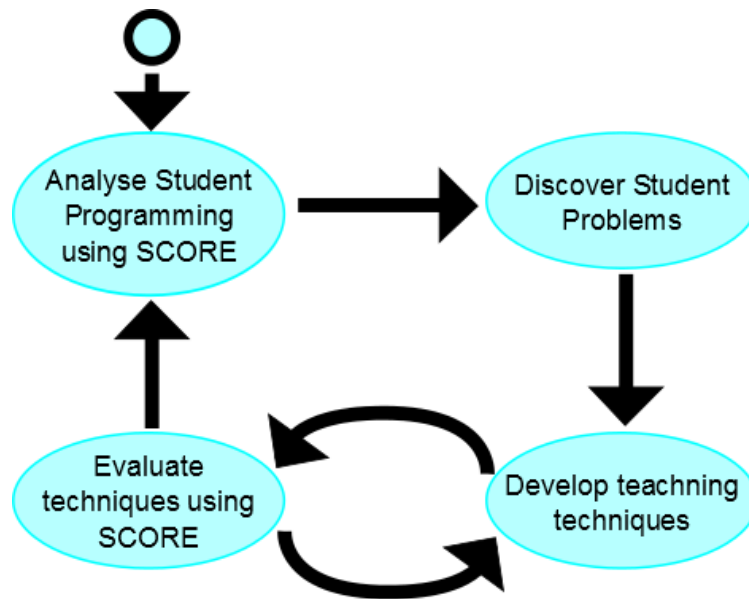 Analyse Student
Programming
using SCORE
Discover Student
Problems
Evaluate
techniques using
SCORE
Develop teachning
techniques